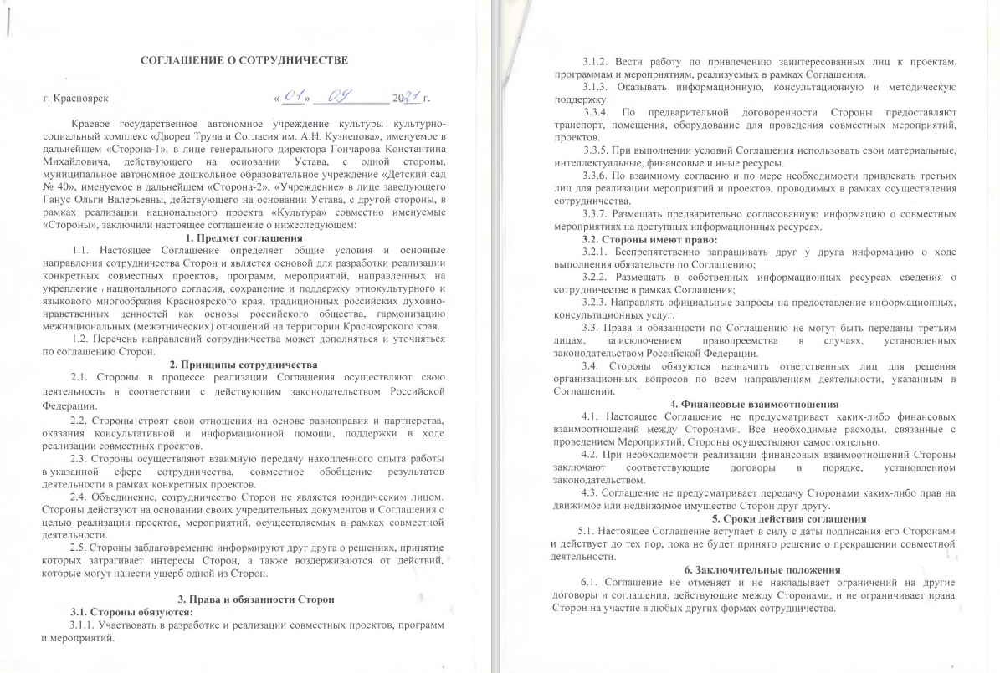 СОГЛАШЕНИЕ О СОТРУДНИЧЕСТВЕ
г. Красноярск « 01 » 09 2021 г.
Краевое государственное автономное учреждение культуры культурно-
социальный комплекс «Дворец Труда и Согласия им. А.Н. Кузнецова», именуемое в
дальнейшем «Сторона-1», в лице генерального директора Гончарова Константина
Михайловича, действующего на основании Устава, с одной стороны,
муниципальное автономное дошкольное образовательное учреждение «Детский сад
№ 40», именуемое в дальнейшем «Сторона-2», «Учреждение» в лице заведующего
Ганус Ольги Валерьевны, действующего на основании Устава, с другой стороны, в
рамках реализации национального проекта «Культура» совместно именуемые
«Стороны», заключили настоящее соглашение о нижеследующем:
1. Предмет соглашения
1.1. Настоящее Соглашение определяет общие условия и основные
направления сотрудничества Сторон и является основой для разработки реализации
конкретных совместных проектов, программ, мероприятий, направленных на
укрепление национального согласия, сохранение и поддержку этнокультурного и
языкового многообразия Красноярского края, традиционных российских духовно-
нравственных ценностей как основы российского общества, гармонизацию
межнациональных (межэтнических) отношений на территории Красноярского края.
1.2. Перечень направлений сотрудничества может дополняться и уточняться
по соглашению Сторон.
2. Принципы сотрудничества
2.1. Стороны в процессе реализации Соглашения осуществляют свою
деятельность в соответствии с действующим законодательством Российской
Федерации.
2.2. Стороны строят свои отношения на основе равноправия и партнерства,
оказания консультативной и информационной помощи, поддержки в ходе
реализации совместных проектов.
2.3. Стороны осуществляют взаимную передачу накопленного опыта работы
в указанной сфере сотрудничества, совместное обобщение результатов
деятельности в рамках конкретных проектов.
2.4. Объединение, сотрудничество Сторон не является юридическим лицом.
Стороны действуют на основании своих учредительных документов и Соглашения с
целью реализации проектов, мероприятий, осуществляемых в рамках совместной
деятельности.
2.5. Стороны заблаговременно информируют друг друга о решениях, принятие
которых затрагивает интересы Сторон, а также воздерживаются от действий,
которые могут нанести ущерб одной из Сторон.
3. Права и обязанности Сторон
3.1. Стороны обязуются:
3.1.1. Участвовать в разработке и реализации совместных проектов, программ
и мероприятий.
3.1.2. Вести работу по привлечению заинтересованных лиц к проектам,
программам и мероприятиям, реализуемых в рамках Соглашения.
3.1.3. Оказывать информационную, консультационную и методическую
поддержку.
3.3.4. По предварительной договоренности Стороны предоставляют
транспорт, помещения, оборудование для проведения совместных мероприятий,
проектов.
3.3.5. При выполнении условий Соглашения использовать свои материальные,
интеллектуальные, финансовые и иные ресурсы.
3.3.6. По взаимному согласию и по мере необходимости привлекать третьих
лиц для реализации мероприятий и проектов, проводимых в рамках осуществления
сотрудничества.
3.3.7. Размещать предварительно согласованную информацию о совместных
мероприятиях на доступных информационных ресурсах.
3.2. Стороны имеют право:
3.2.1. Беспрепятственно запрашивать друг у друга информацию о ходе
выполнения обязательств по Соглашению;
3.2.2. Размещать в собственных информационных ресурсах сведения о
сотрудничестве в рамках Соглашения;
3.2.3. Направлять официальные запросы на предоставление информационных,
консультационных услуг.
3.3. Права и обязанности по Соглашению не могут быть переданы третьим
лицам, за исключением правопреемства в случаях, установленных
законодательством Российской Федерации.
3.4. Стороны обязуются назначить ответственных лиц для решения
организационных вопросов по всем направлениям деятельности, указанным в
Соглашении.
4. Финансовые взаимоотношения
4.1. Настоящее Соглашение не предусматривает каких-либо финансовых
взаимоотношений между Сторонами. Все необходимые расходы, связанные с
проведением Мероприятий, Стороны осуществляют самостоятельно.
4.2. При необходимости реализации финансовых взаимоотношений Стороны
заключают соответствующие договоры в порядке, установленном
законодательством.
4.3. Соглашение не предусматривает передачу Сторонами каких-либо прав на
движимое или недвижимое имущество Сторон друг другу.
5. Сроки действия соглашения
5.1. Настоящее Соглашение вступает в силу с даты подписания его Сторонами
и действует до тех пор, пока не будет принято решение о прекращении совместной
деятельности.
6. Заключительные положения
6.1. Соглашение не отменяет и не накладывает ограничений на другие
договоры и соглашения, действующие между Сторонами, и не ограничивает права
Сторон на участие в любых других формах сотрудничества.